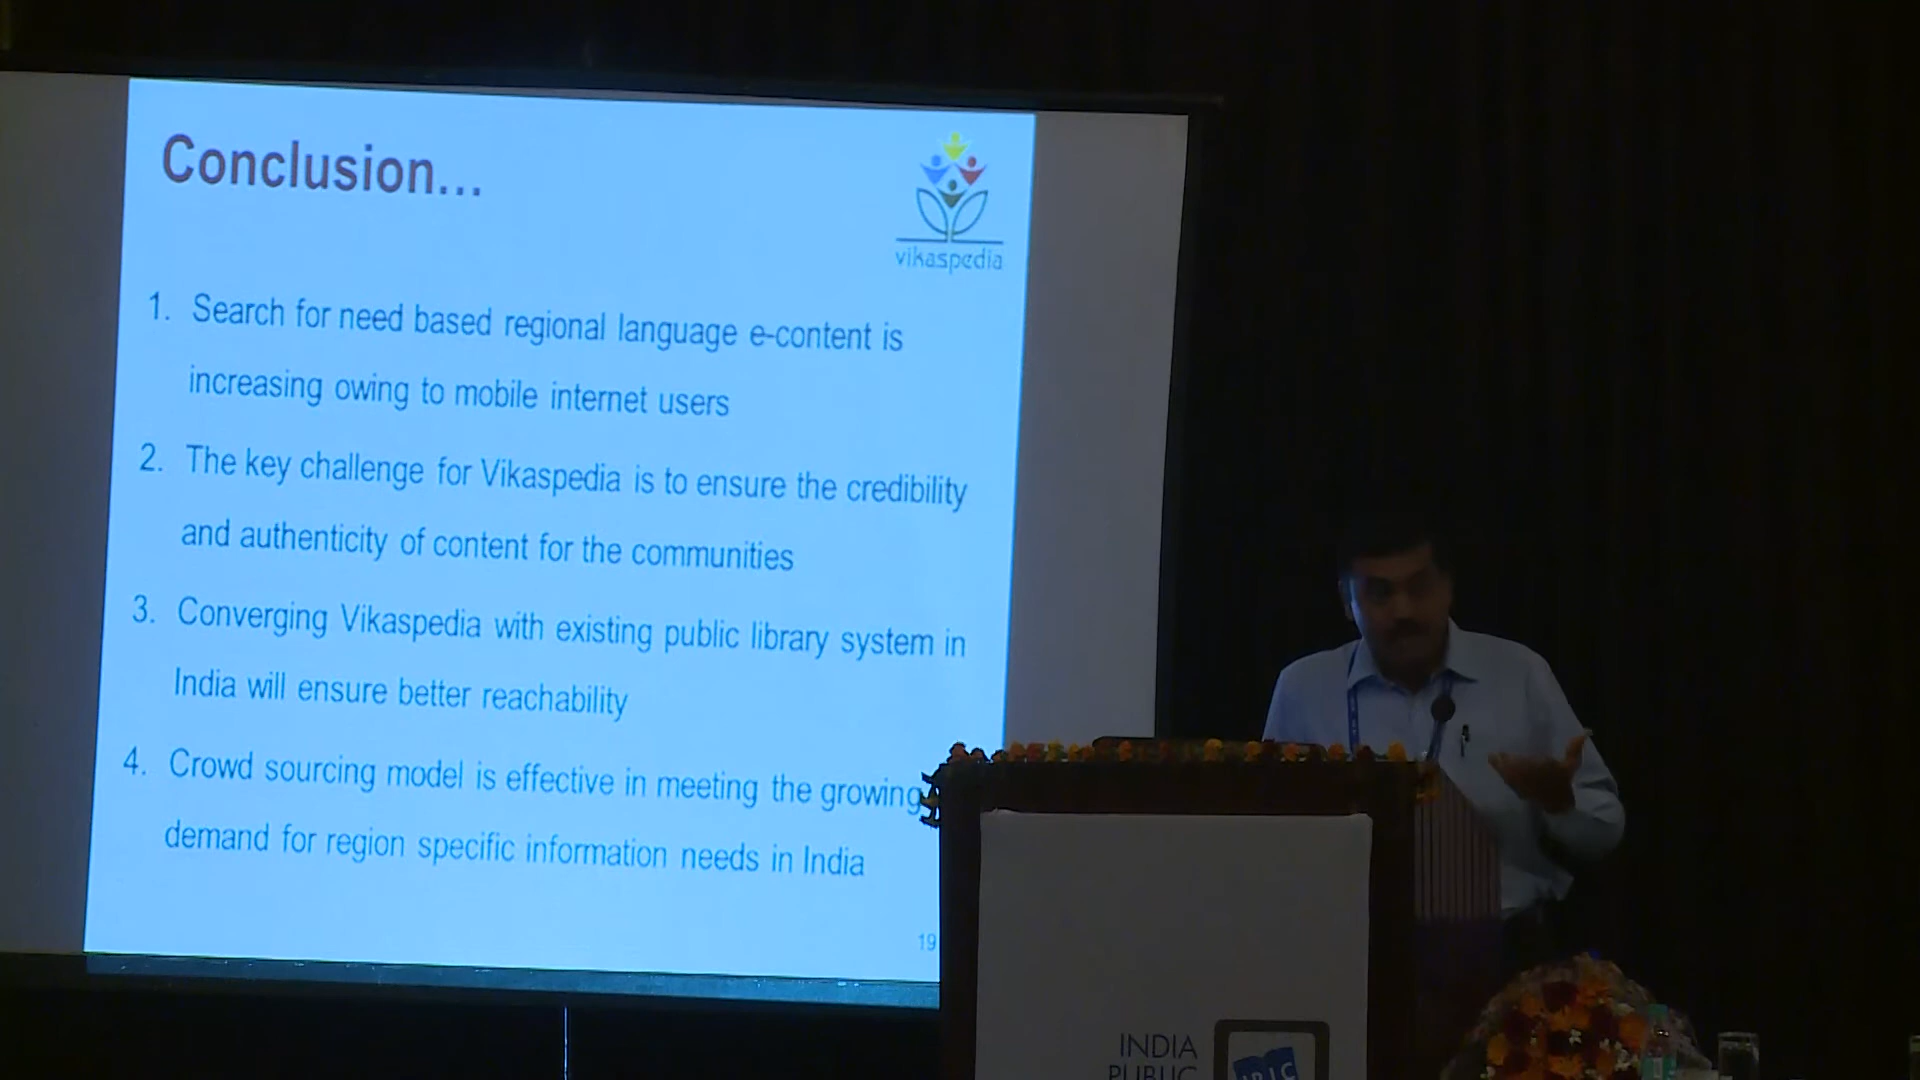 Conclusion...
vikaspedia
1. Search for need based regional language e-content is
increasing owing to mobile internet users
2. The key challenge for Vikaspedia is to ensure the credibility
and authenticity of content for the communities
3. Converging Vikaspedia with existing public library system in
India will ensure better reachability
4. Crowd sourcing model is effective in meeting the growing
demand for region specific information needs in India
19
INDIA
PUBLIC
IPLC